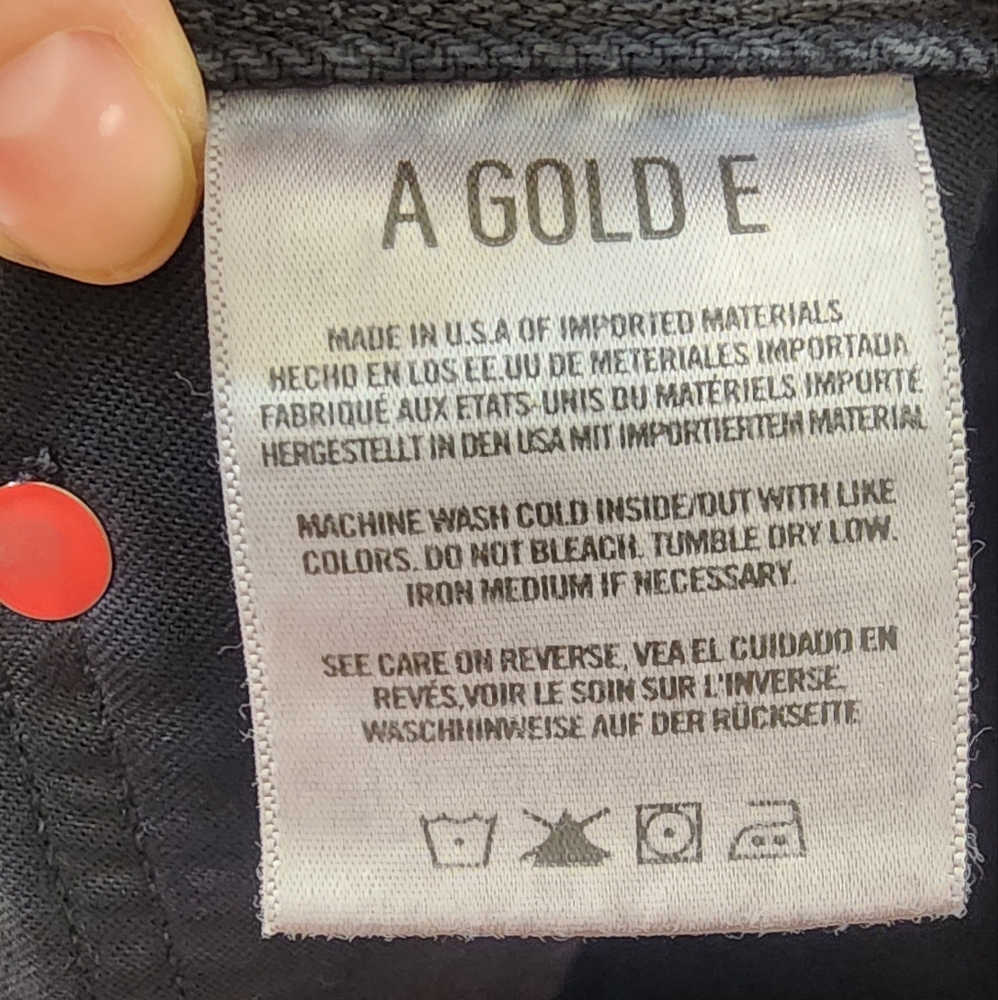 A GOLD E
MADE IN U.S.A OF IMPORTED MATERIALS
HECHO EN LOS EE.UU DE METERIALES IMPORTADA
FABRIQUÉ AUX ETATS-UNIS DU MATÉRIELS IMPORTÉ
HERGESTELLT IN DEN USA MIT IMPORTIERTEM MATERIAL
MACHINE WASH COLD INSIDE/OUT WITH LIKE
COLORS. DO NOT BLEACH. TUMBLE DRY LOW.
IRON MEDIUM IF NECESSARY.
SEE CARE ON REVERSE, VEA EL CUIDADO EN
REVÉS,VOIR LE SOIN SUR L'INVERSE.
WASCHHINWEISE AUF DER RÜCKSEITE